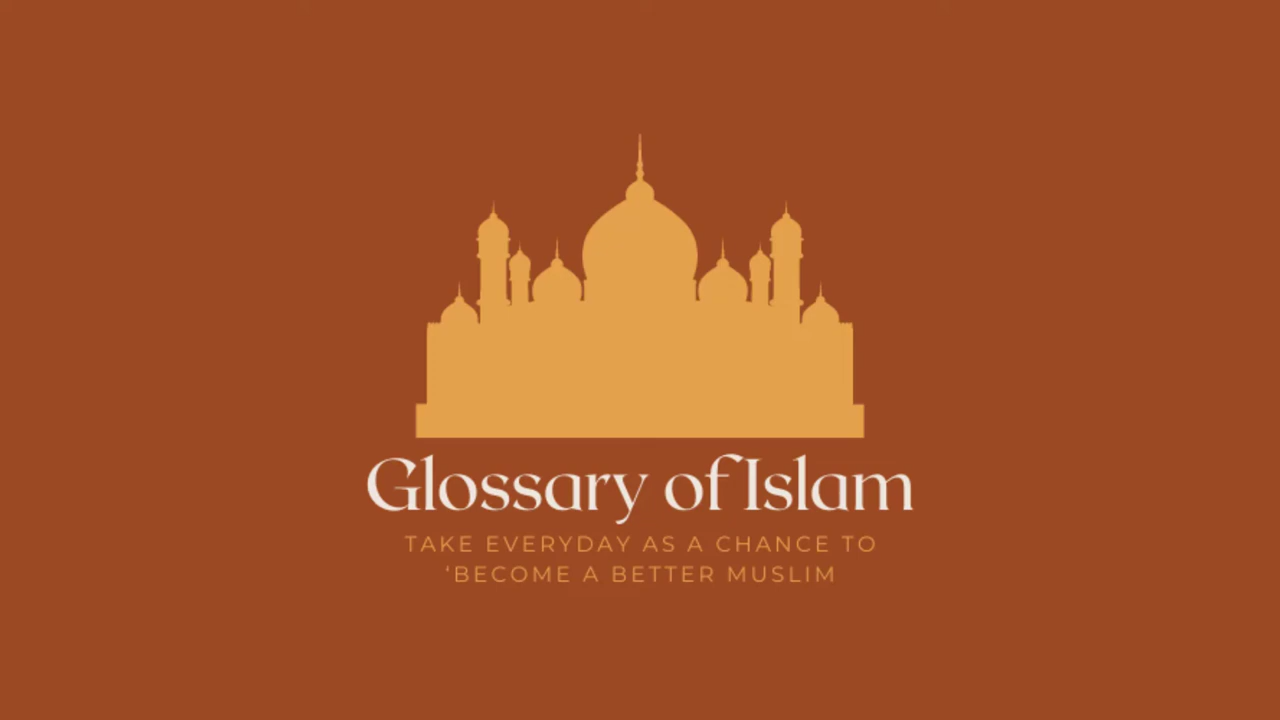 Glossary of Islam
TAKE EVERYDAY AS A CHANCE TO
‘BECOME A BETTER MUSLIM